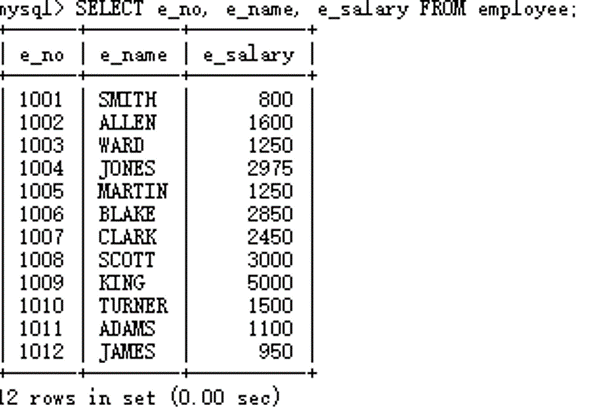 mysql> SELECT e_no, e_name, e_salary FROM employee;
| e_no | e_name | e_salary |
| 1001 | SMITH | 800 |
| 1002 | ALLEN | 1600 |
| 1003 | WARD | 1250 |
| 1004 | JONES | 2975 |
| 1005 | MARTIN | 1250 |
| 1006 | BLAKE | 2850 |
| 1007 | CLARK | 2450 |
| 1008 | SCOTT | 3000 |
| 1009 | KING | 5000 |
| 1010 | TURNER | 1500 |
| 1011 | ADAMS | 1100 |
| 1012 | JAMES | 950 |
12 rows in set (0.00 sec)